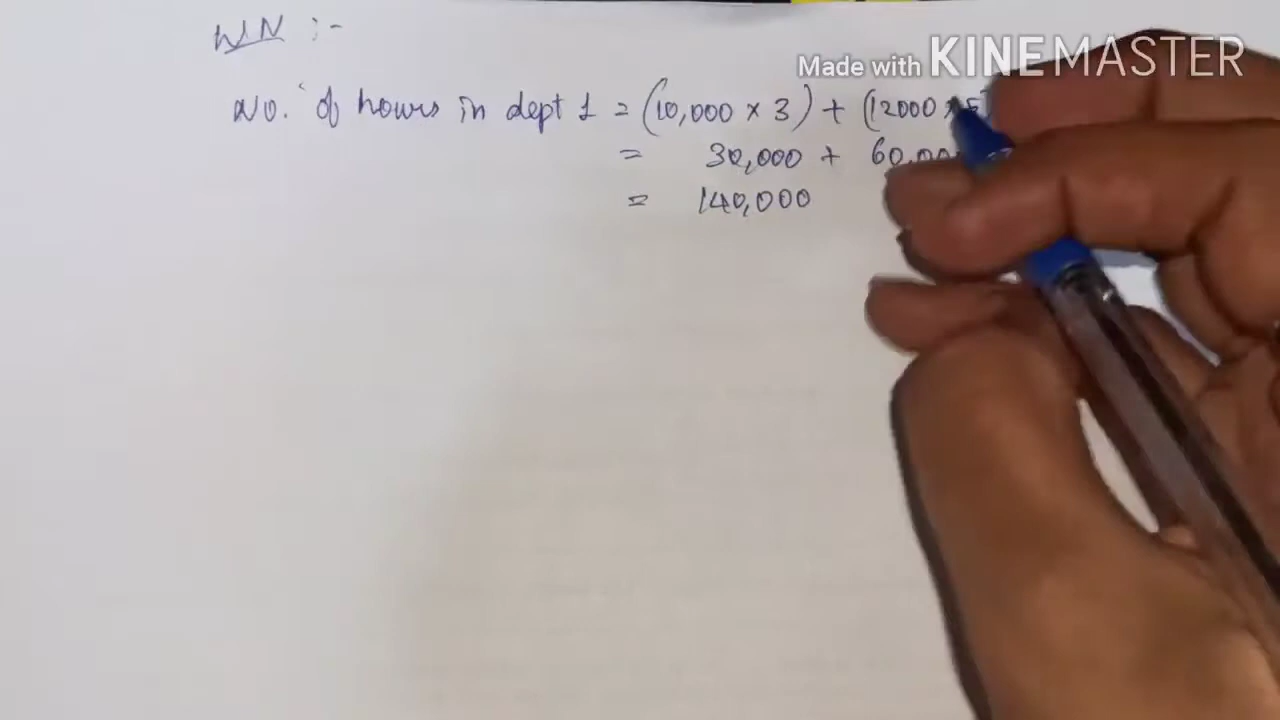 Made with KINEMASTER
WN :-
No. of hours in dept 1 = (10,000 × 3) + (12000 × 5
= 30,000 + 60,00
= 140,000